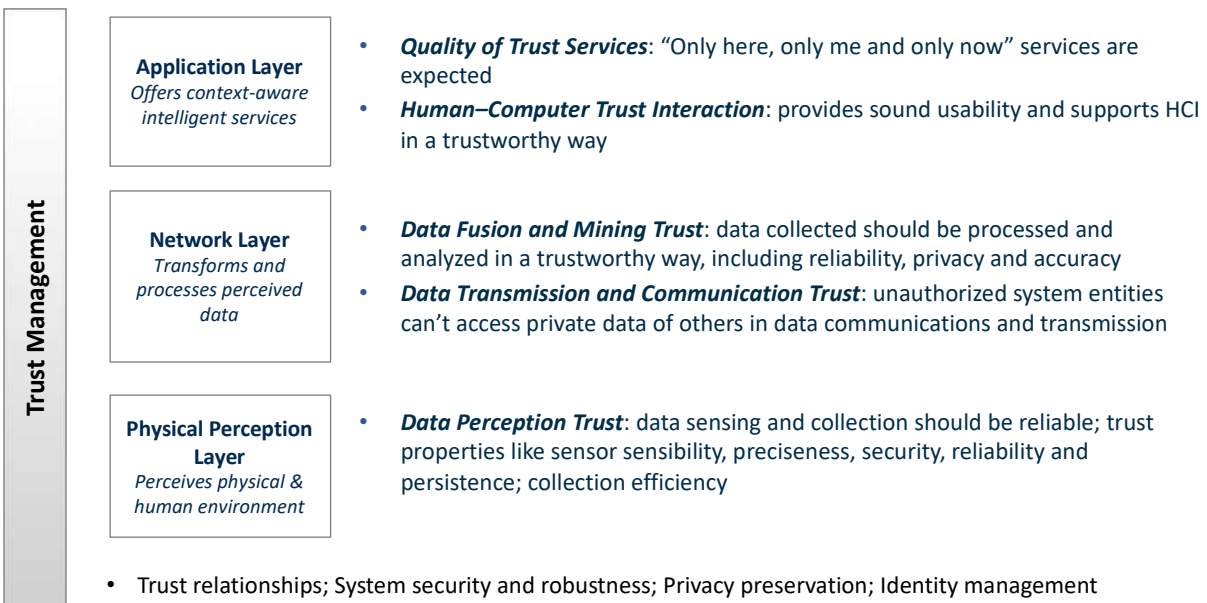 Trust Management
Application Layer
Offers context-aware
intelligent services
• Quality of Trust Services: “Only here, only me and only now” services are
expected
• Human–Computer Trust Interaction: provides sound usability and supports HCI
in a trustworthy way
Network Layer
Transforms and
processes perceived
data
• Data Fusion and Mining Trust: data collected should be processed and
analyzed in a trustworthy way, including reliability, privacy and accuracy
• Data Transmission and Communication Trust: unauthorized system entities
can’t access private data of others in data communications and transmission
Physical Perception
Layer
Perceives physical &
human environment
• Data Perception Trust: data sensing and collection should be reliable; trust
properties like sensor sensibility, preciseness, security, reliability and
persistence; collection efficiency
• Trust relationships; System security and robustness; Privacy preservation; Identity management